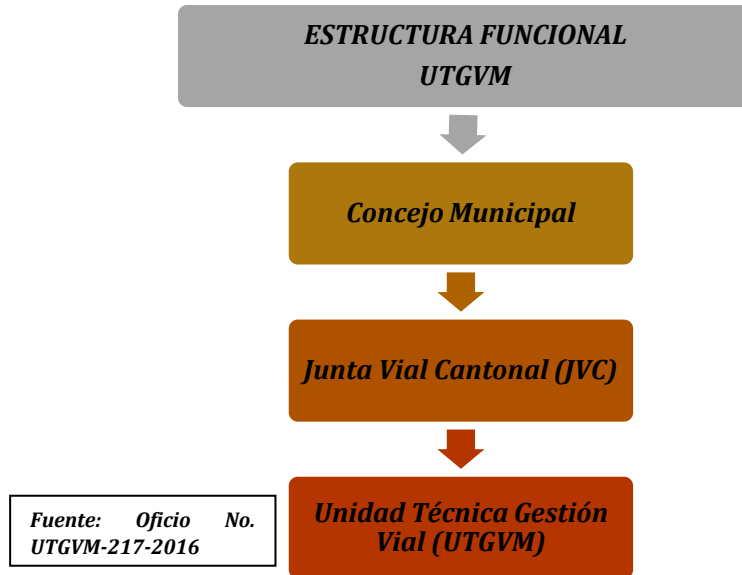 ESTRUCTURA FUNCIONAL
UTGVM
Concejo Municipal
Junta Vial Cantonal (JVC)
Unidad Técnica Gestión
Vial (UTGVM)
Fuente: Oficio No.
UTGVM-217-2016